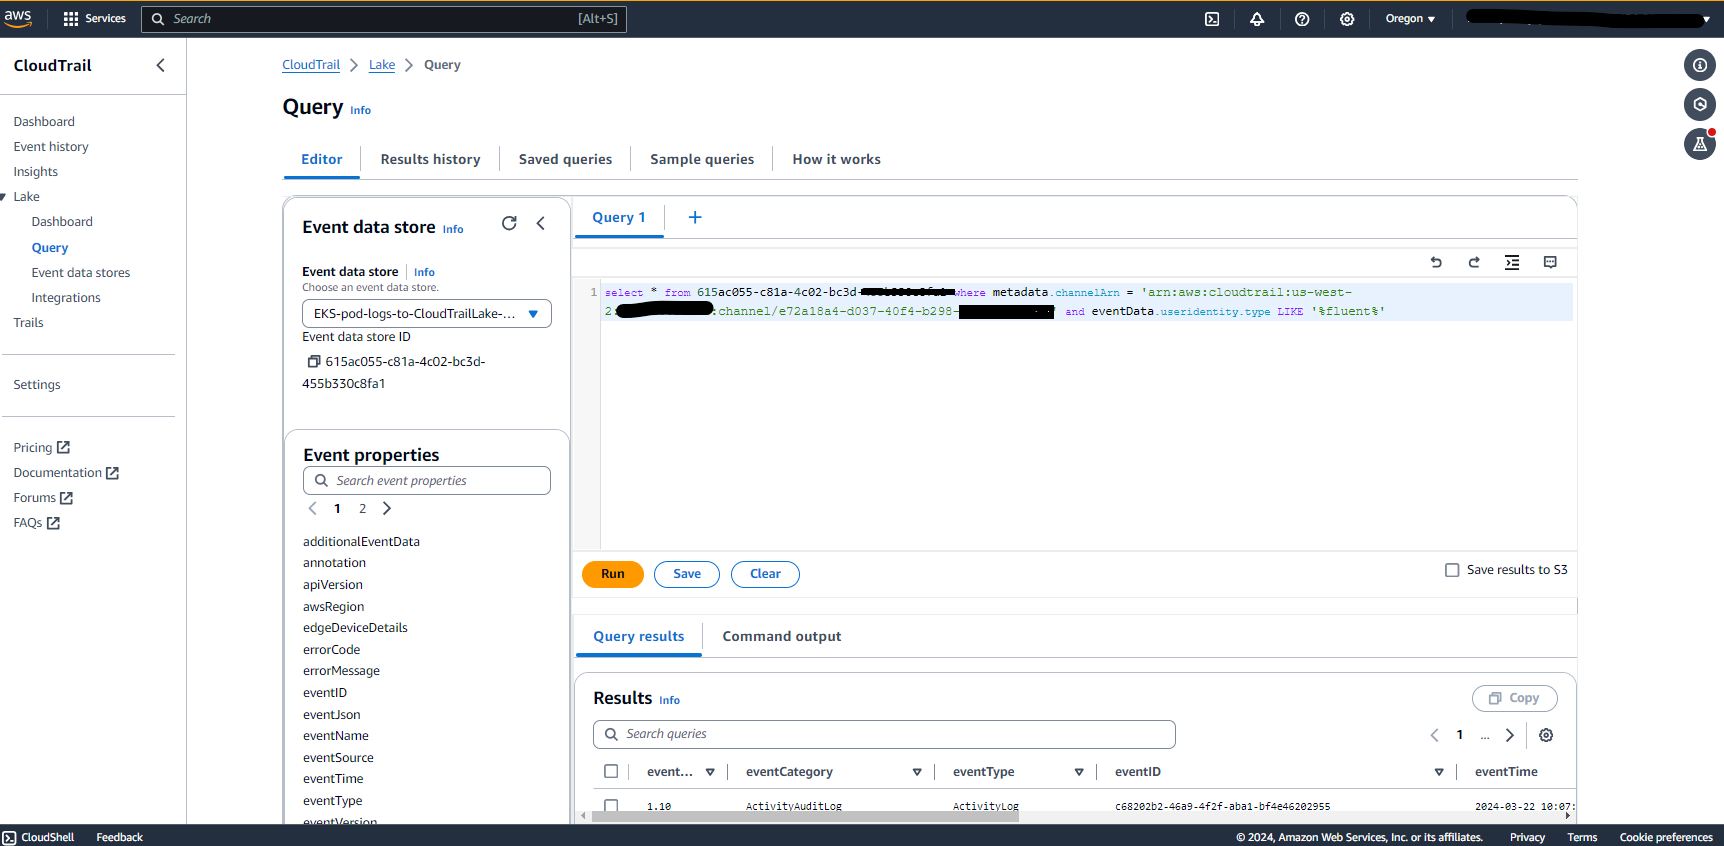 aws
Services
Search
[Alt+S]
Oregon
CloudTrail
Dashboard
Event history
Insights
Lake
Dashboard
Query
Event data stores
Integrations
Trails
Settings
Pricing
Documentation
Forums
FAQs
CloudTrail > Lake > Query
Query Info
Editor
Results history
Saved queries
Sample queries
How it works
Event data store Info
Event data store Info
Choose an event data store.
EKS-pod-logs-to-CloudTrailLake-...
Event data store ID
615ac055-c81a-4c02-bc3d-
455b330c8fa1
Event properties
Search event properties
1 2
additionalEventData
annotation
apiVersion
awsRegion
edgeDeviceDetails
errorCode
errorMessage
eventID
eventJson
eventName
eventSource
eventTime
eventType
eventVersion
Query 1
1 select * from 615ac055-c81a-4c02-bc3d- where metadata.channelArn = 'arn:aws:cloudtrail:us-west-
2: :channel/e72a18a4-d037-40f4-b298- ' and eventData.useridentity.type LIKE '%fluent%'
Run
Save
Clear
Save results to S3
Query results
Command output
Results Info
Copy
Search queries
1 ...
event... eventCategory eventType eventID eventTime
1.10 ActivityAuditLog ActivityLog c68202b2-46a9-4f2f-aba1-bf4e46202955 2024-03-22 10:07:
CloudShell
Feedback
© 2024, Amazon Web Services, Inc. or its affiliates.
Privacy
Terms
Cookie preferences